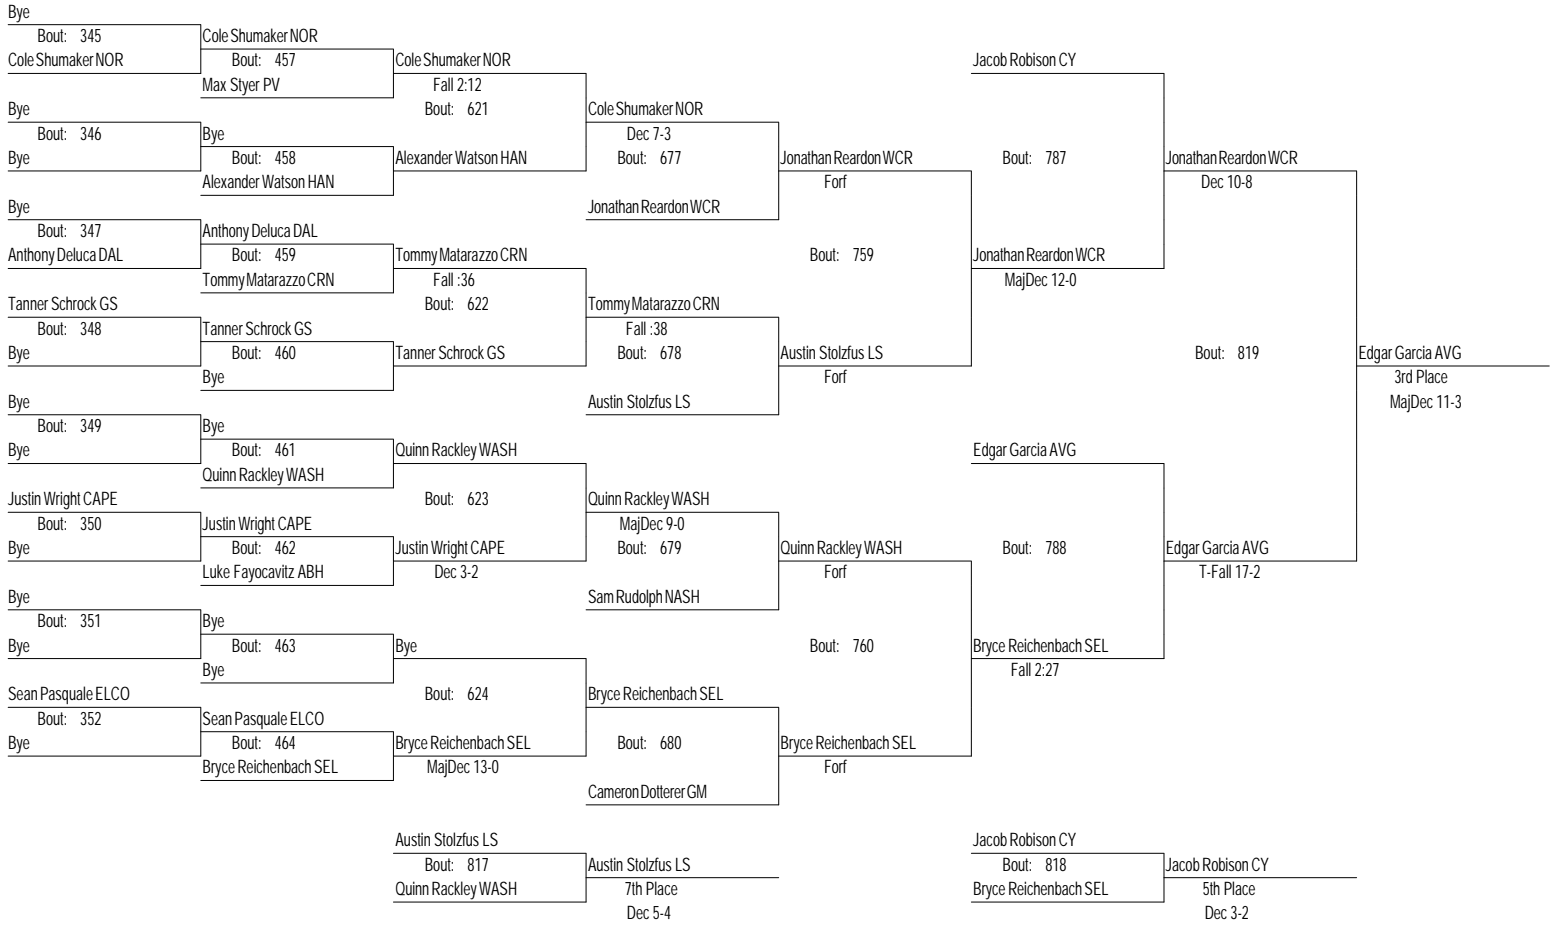 Bye
Bout: 345
Cole Shumaker NOR
Bye
Bout: 346
Bye
Bye
Bout: 347
Anthony Deluca DAL
Tanner Schrock GS
Bout: 348
Bye
Bye
Bout: 349
Bye
Justin Wright CAPE
Bout: 350
Bye
Bye
Bout: 351
Bye
Sean Pasquale ELCO
Bout: 352
Bye
Cole Shumaker NOR
Bout: 457
Max Styer PV
Bye
Bout: 458
Alexander Watson HAN
Anthony Deluca DAL
Bout: 459
Tommy Matarazzo CRN
Tanner Schrock GS
Bout: 460
Bye
Bye
Bout: 461
Quinn Rackley WASH
Justin Wright CAPE
Bout: 462
Luke Fayocavitz ABH
Bye
Bout: 463
Bye
Sean Pasquale ELCO
Bout: 464
Bryce Reichenbach SEL
Cole Shumaker NOR
Fall 2:12
Bout: 621
Alexander Watson HAN
Tommy Matarazzo CRN
Fall :36
Bout: 622
Tanner Schrock GS
Quinn Rackley WASH
Bout: 623
Justin Wright CAPE
Dec 3-2
Bye
Bout: 624
Bryce Reichenbach SEL
MajDec 13-0
Cole Shumaker NOR
Dec 7-3
Bout: 677
Jonathan Reardon WCR
Tommy Matarazzo CRN
Fall :38
Bout: 678
Austin Stolzfus LS
Quinn Rackley WASH
MajDec 9-0
Bout: 679
Sam Rudolph NASH
Bryce Reichenbach SEL
Bout: 680
Cameron Dotterer GM
Jonathan Reardon WCR
Forf
Bout: 759
Austin Stolzfus LS
Forf
Quinn Rackley WASH
Forf
Bout: 760
Bryce Reichenbach SEL
Forf
Jacob Robison CY
Bout: 787
Jonathan Reardon WCR
MajDec 12-0
Edgar Garcia AVG
Bout: 788
Bryce Reichenbach SEL
Fall 2:27
Jonathan Reardon WCR
Dec 10-8
Bout: 819
Edgar Garcia AVG
T-Fall 17-2
Edgar Garcia AVG
3rd Place
MajDec 11-3
Austin Stolzfus LS
Bout: 817
Quinn Rackley WASH
Austin Stolzfus LS
7th Place
Dec 5-4
Jacob Robison CY
Bout: 818
Bryce Reichenbach SEL
Jacob Robison CY
5th Place
Dec 3-2